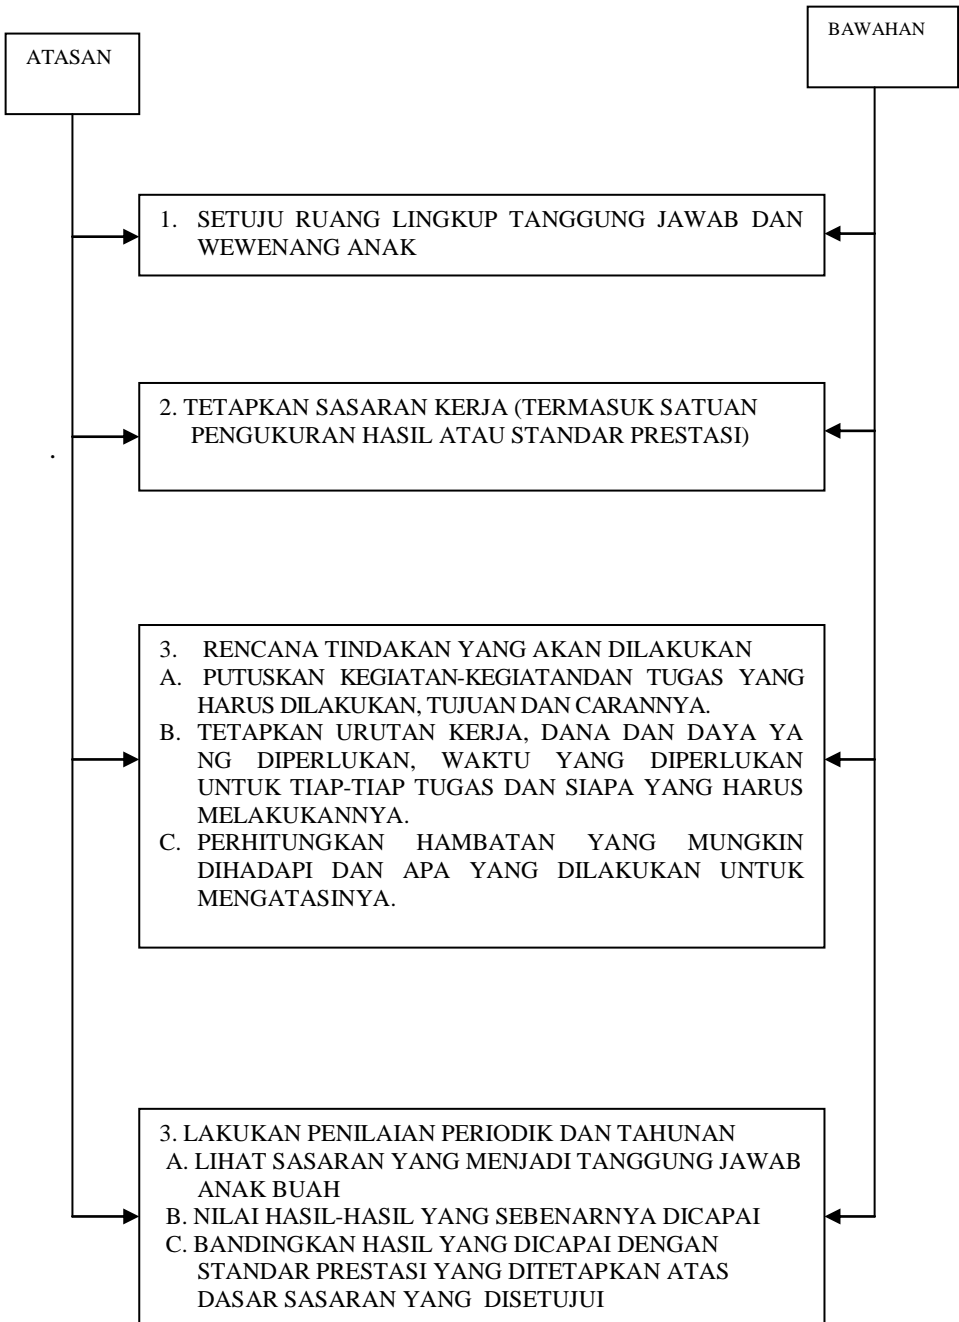 BAWAHAN
ATASAN
1. SETUJU RUANG LINGKUP TANGGUNG JAWAB DAN
WEWENANG ANAK
2. TETAPKAN SASARAN KERJA (TERMASUK SATUAN
PENGUKURAN HASIL ATAU STANDAR PRESTASI)
.
3. RENCANA TINDAKAN YANG AKAN DILAKUKAN
A. PUTUSKAN KEGIATAN-KEGIATANDAN TUGAS YANG
HARUS DILAKUKAN, TUJUAN DAN CARANNYA.
B. TETAPKAN URUTAN KERJA, DANA DAN DAYA YA
NG DIPERLUKAN, WAKTU YANG DIPERLUKAN
UNTUK TIAP-TIAP TUGAS DAN SIAPA YANG HARUS
MELAKUKANNYA.
C. PERHITUNGKAN HAMBATAN YANG MUNGKIN
DIHADAPI DAN APA YANG DILAKUKAN UNTUK
MENGATASINYA.
3. LAKUKAN PENILAIAN PERIODIK DAN TAHUNAN
A. LIHAT SASARAN YANG MENJADI TANGGUNG JAWAB
ANAK BUAH
B. NILAI HASIL-HASIL YANG SEBENARNYA DICAPAI
C. BANDINGKAN HASIL YANG DICAPAI DENGAN
STANDAR PRESTASI YANG DITETAPKAN ATAS
DASAR SASARAN YANG DISETUJUI